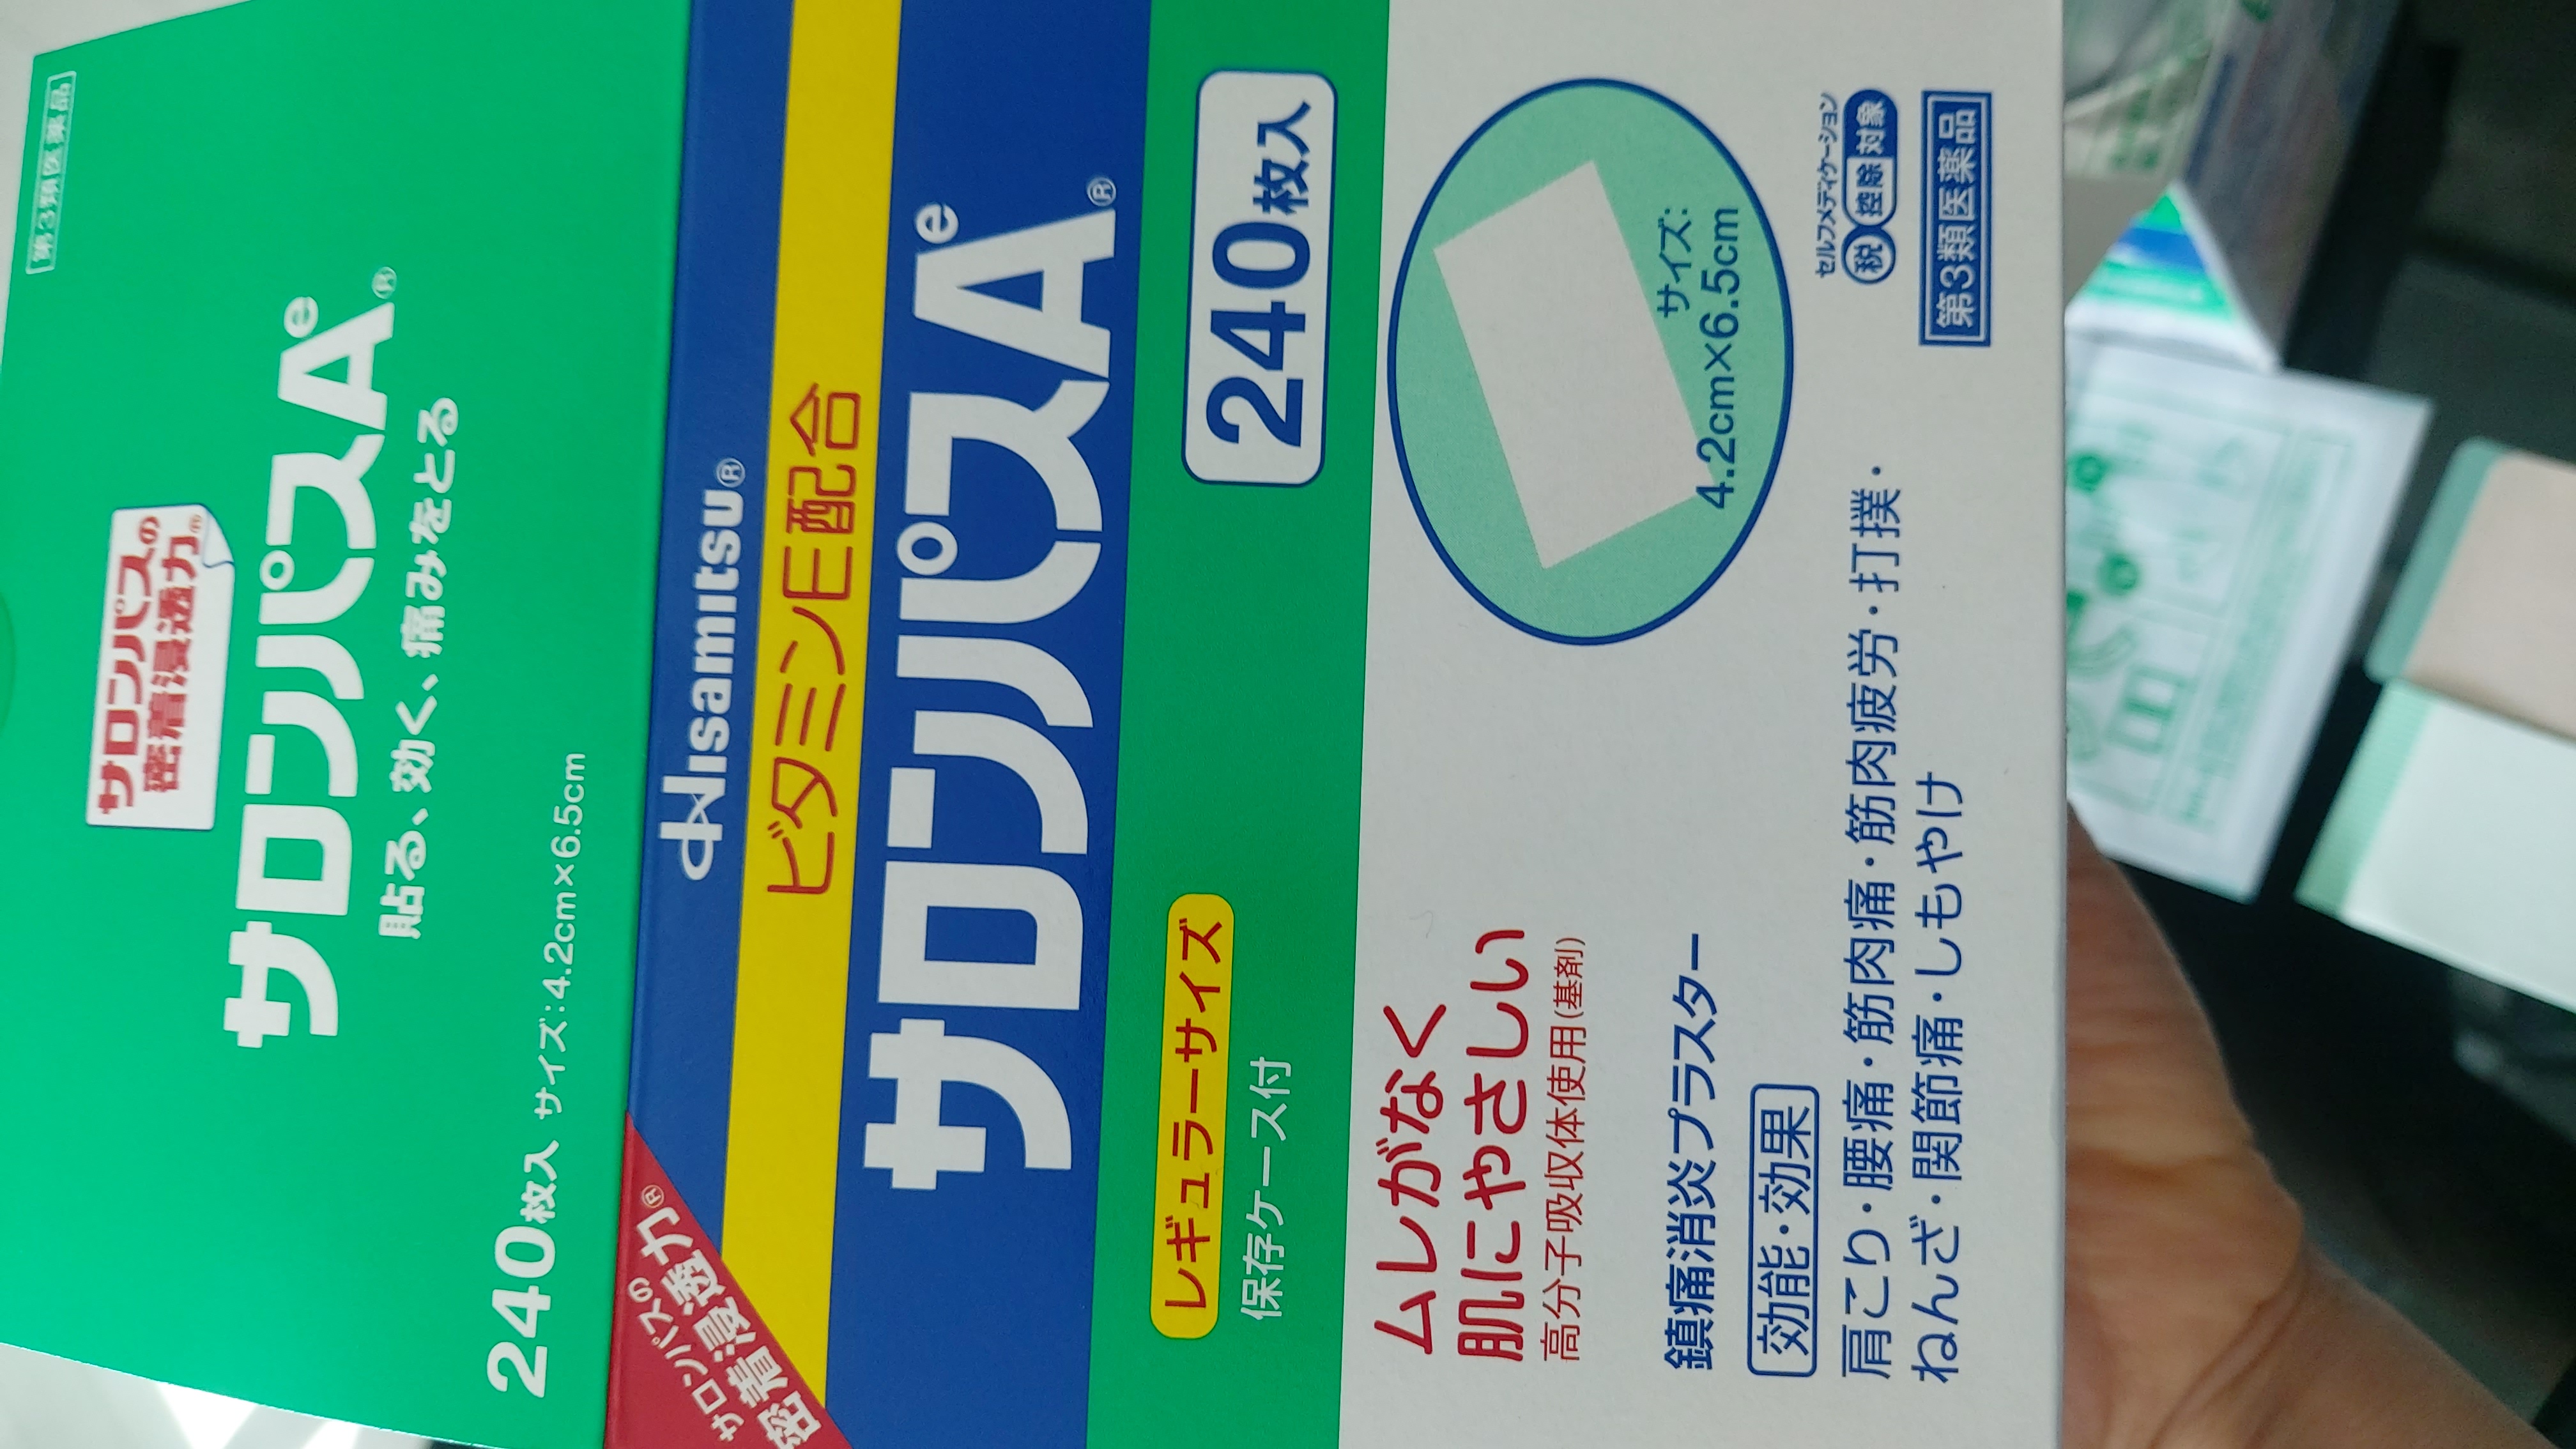 第3類医薬品
サロンパスの
密着浸透力®
サロンパスAe®
貼る、効く、痛みをとる
240枚入 サイズ:4.2cm×6.5cm
サロンパスの
密着浸透力®
Hisamitsu®
ビタミンE配合
サロンパスAe®
レギュラーサイズ
保存ケース付
240枚入
ムレがなく
肌にやさしい
高分子吸収体使用(基剤)
サイズ:
4.2cm×6.5cm
鎮痛消炎プラスター
効能・効果
肩こり・腰痛・筋肉痛・筋肉疲労・打撲・
ねんざ・関節痛・しもやけ
セルフメディケーション
税 控除 対象
第3類医薬品